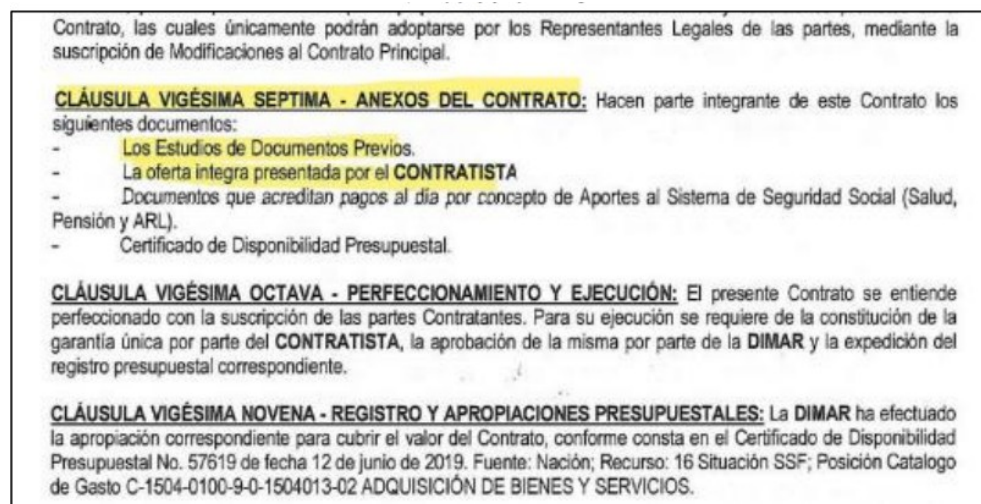 Contrato, las cuales únicamente podrán adoptarse por los Representantes Legales de las partes, mediante la
suscripción de Modificaciones al Contrato Principal.
CLÁUSULA VIGÉSIMA SEPTIMA - ANEXOS DEL CONTRATO: Hacen parte integrante de este Contrato los
siguientes documentos:
- Los Estudios de Documentos Previos.
- La oferta integra presentada por el CONTRATISTA
- Documentos que acreditan pagos al día por concepto de Aportes al Sistema de Seguridad Social (Salud,
Pensión y ARL).
- Certificado de Disponibilidad Presupuestal.
CLÁUSULA VIGÉSIMA OCTAVA - PERFECCIONAMIENTO Y EJECUCIÓN: El presente Contrato se entiende
perfeccionado con la suscripción de las partes Contratantes. Para su ejecución se requiere de la constitución de la
garantía única por parte del CONTRATISTA, la aprobación de la misma por parte de la DIMAR y la expedición del
registro presupuestal correspondiente.
CLÁUSULA VIGÉSIMA NOVENA - REGISTRO Y APROPIACIONES PRESUPUESTALES: La DIMAR ha efectuado
la apropiación correspondiente para cubrir el valor del Contrato, conforme consta en el Certificado de Disponibilidad
Presupuestal No. 57619 de fecha 12 de junio de 2019. Fuente: Nación; Recurso: 16 Situación SSF; Posición Catalogo
de Gasto C-1504-0100-9-0-1504013-02 ADQUISICIÓN DE BIENES Y SERVICIOS.